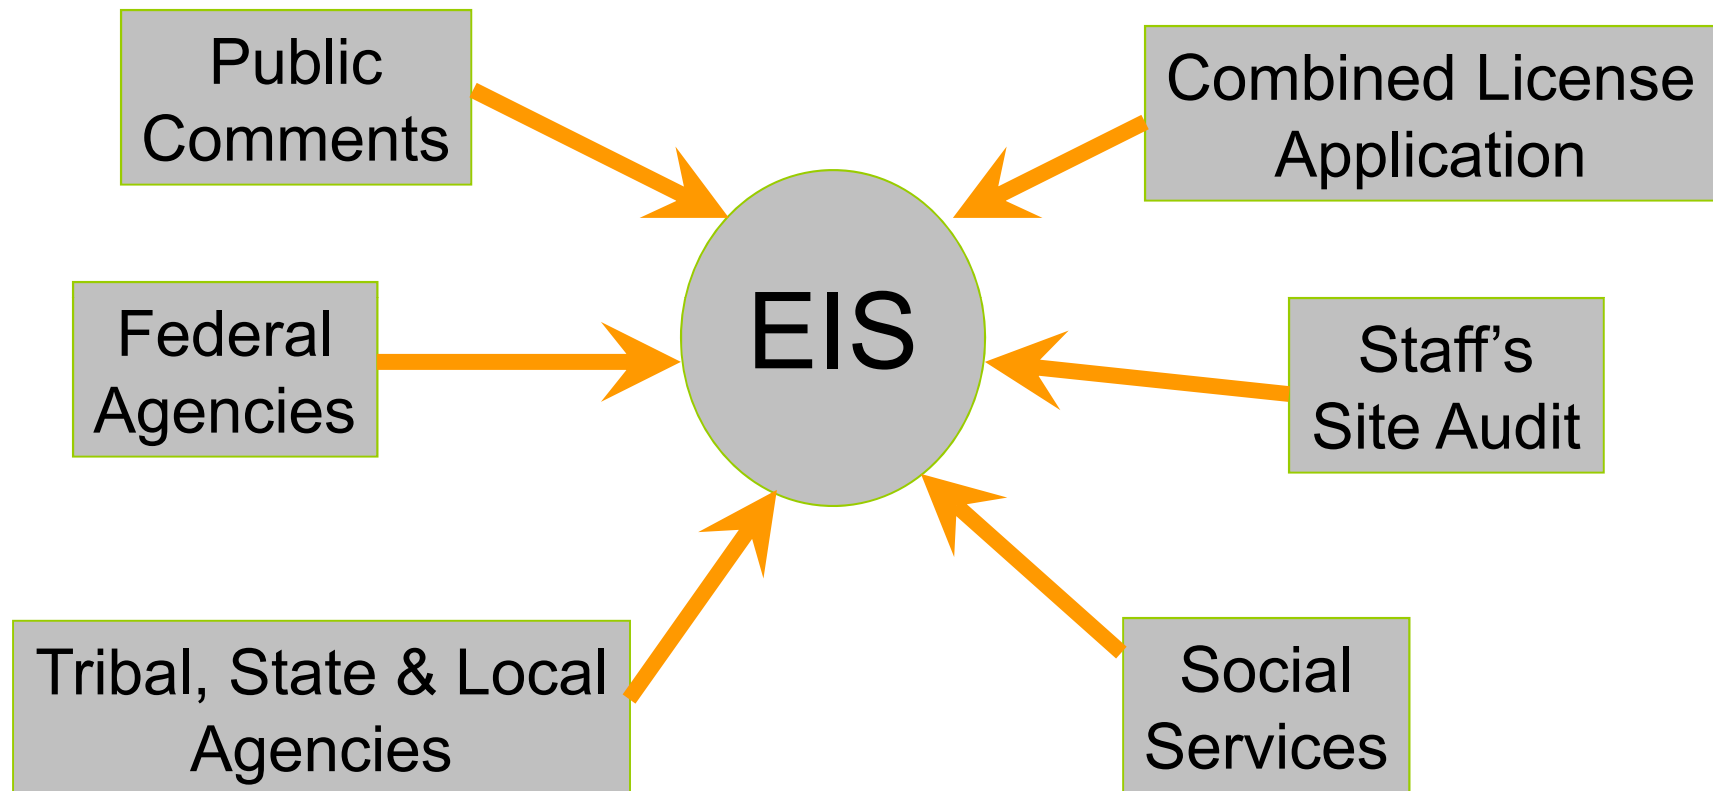 Public
Comments
Combined License
Application
EIS
Federal
Agencies
Staff’s
Site Audit
Tribal, State & Local
Agencies
Social
Services